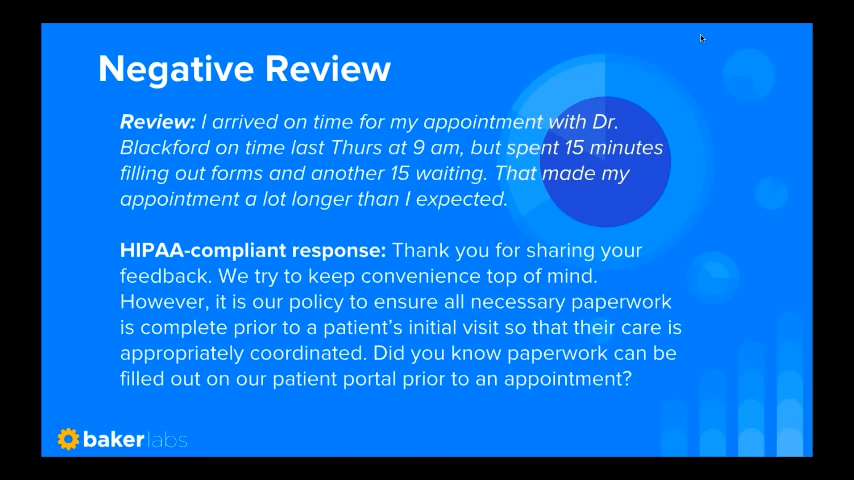 Negative Review
Review: I arrived on time for my appointment with Dr.
Blackford on time last Thurs at 9 am, but spent 15 minutes
filling out forms and another 15 waiting. That made my
appointment a lot longer than I expected.
HIPAA-compliant response: Thank you for sharing your
feedback. We try to keep convenience top of mind.
However, it is our policy to ensure all necessary paperwork
is complete prior to a patient’s initial visit so that their care is
appropriately coordinated. Did you know paperwork can be
filled out on our patient portal prior to an appointment?
bakerlabs